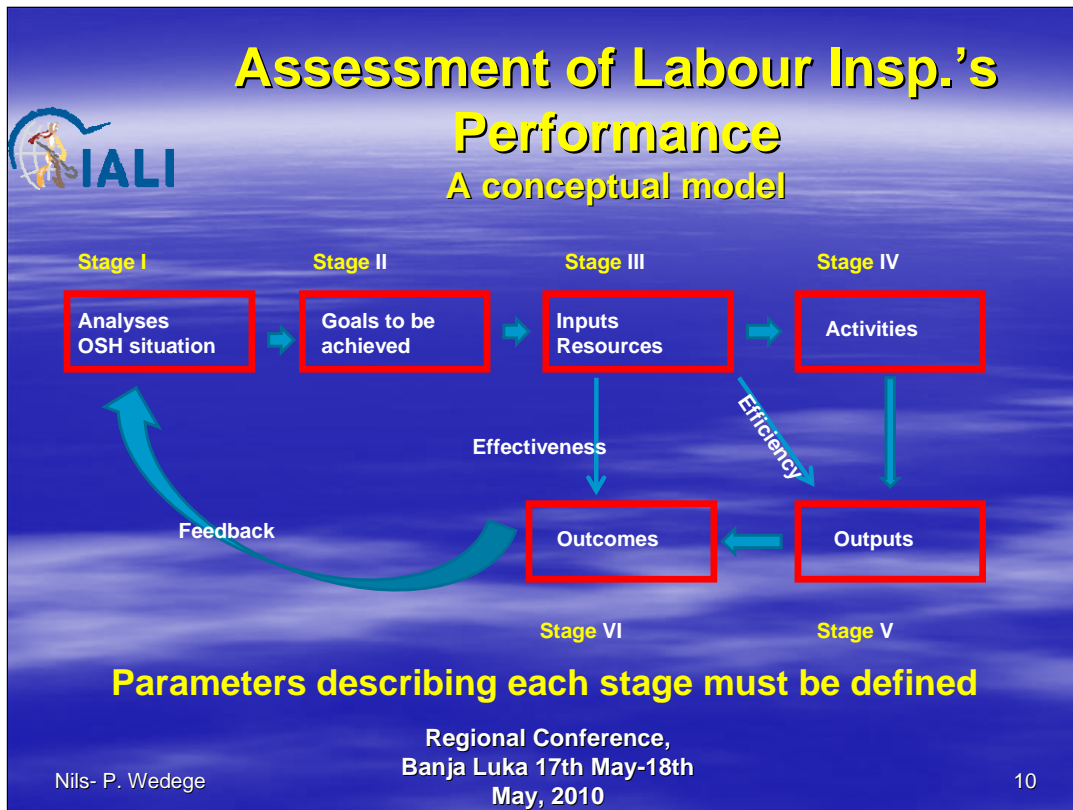 Assessment of Labour Insp.’s
Performance
A conceptual model
IALI
Stage I
Stage II
Stage III
Stage IV
Analyses
OSH situation
Goals to be
achieved
Inputs
Resources
Activities
Effectiveness
Efficiency
Feedback
Outcomes
Outputs
Stage VI
Stage V
Parameters describing each stage must be defined
Nils- P. Wedege
Regional Conference,
Banja Luka 17th May-18th
May, 2010
10